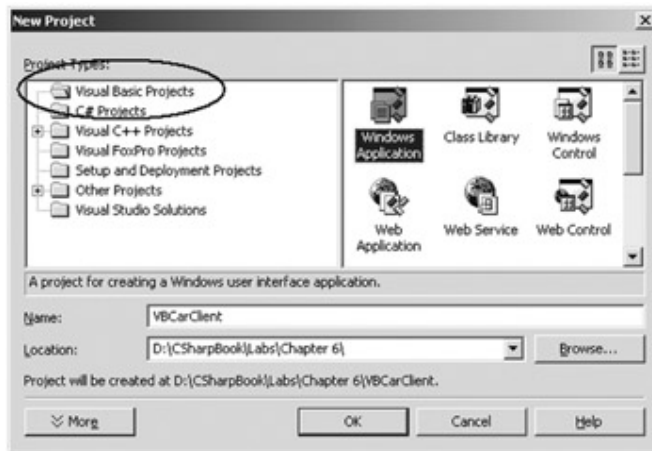 New Project
Project Types:
Visual Basic Projects
C# Projects
Visual C++ Projects
Visual FoxPro Projects
Setup and Deployment Projects
Other Projects
Visual Studio Solutions
Windows Application
Class Library
Windows Control
Web Application
Web Service
Web Control
A project for creating a Windows user interface application.
Name:
VBCarClient
Location:
D:\CSharpBook\Labs\Chapter 6\
Browse...
Project will be created at D:\CSharpBook\Labs\Chapter 6\VBCarClient.
More
OK
Cancel
Help